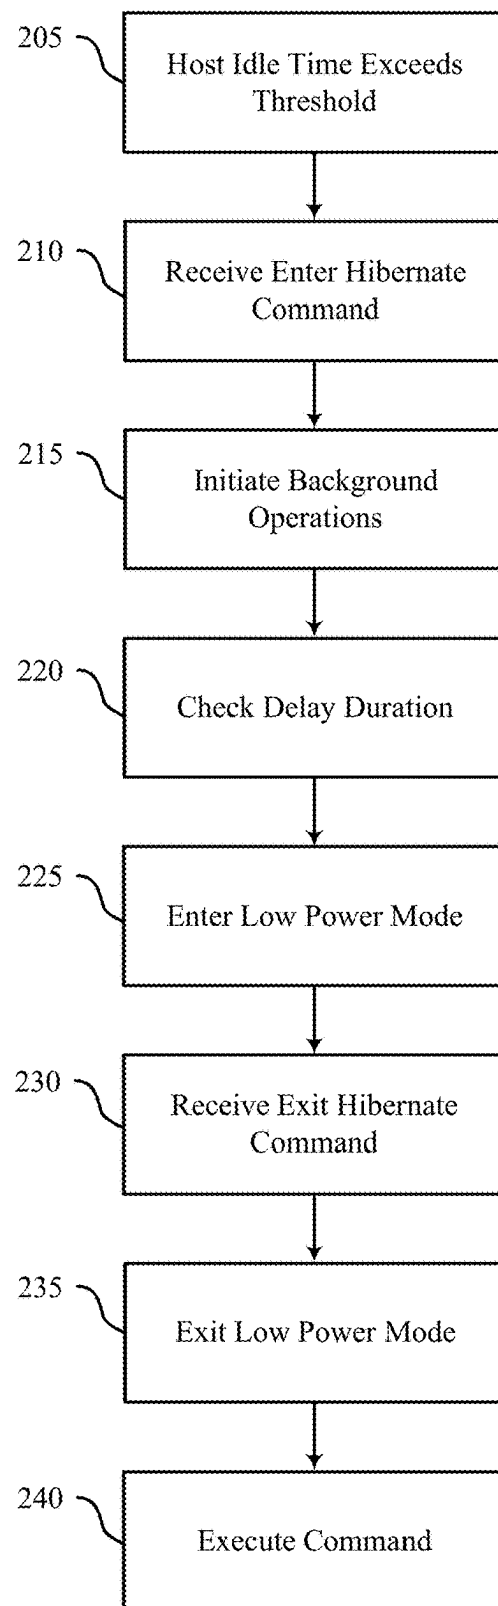 205
Host Idle Time Exceeds
Threshold
210
Receive Enter Hibernate
Command
215
Initiate Background
Operations
220
Check Delay Duration
225
Enter Low Power Mode
230
Receive Exit Hibernate
Command
235
Exit Low Power Mode
240
Execute Command